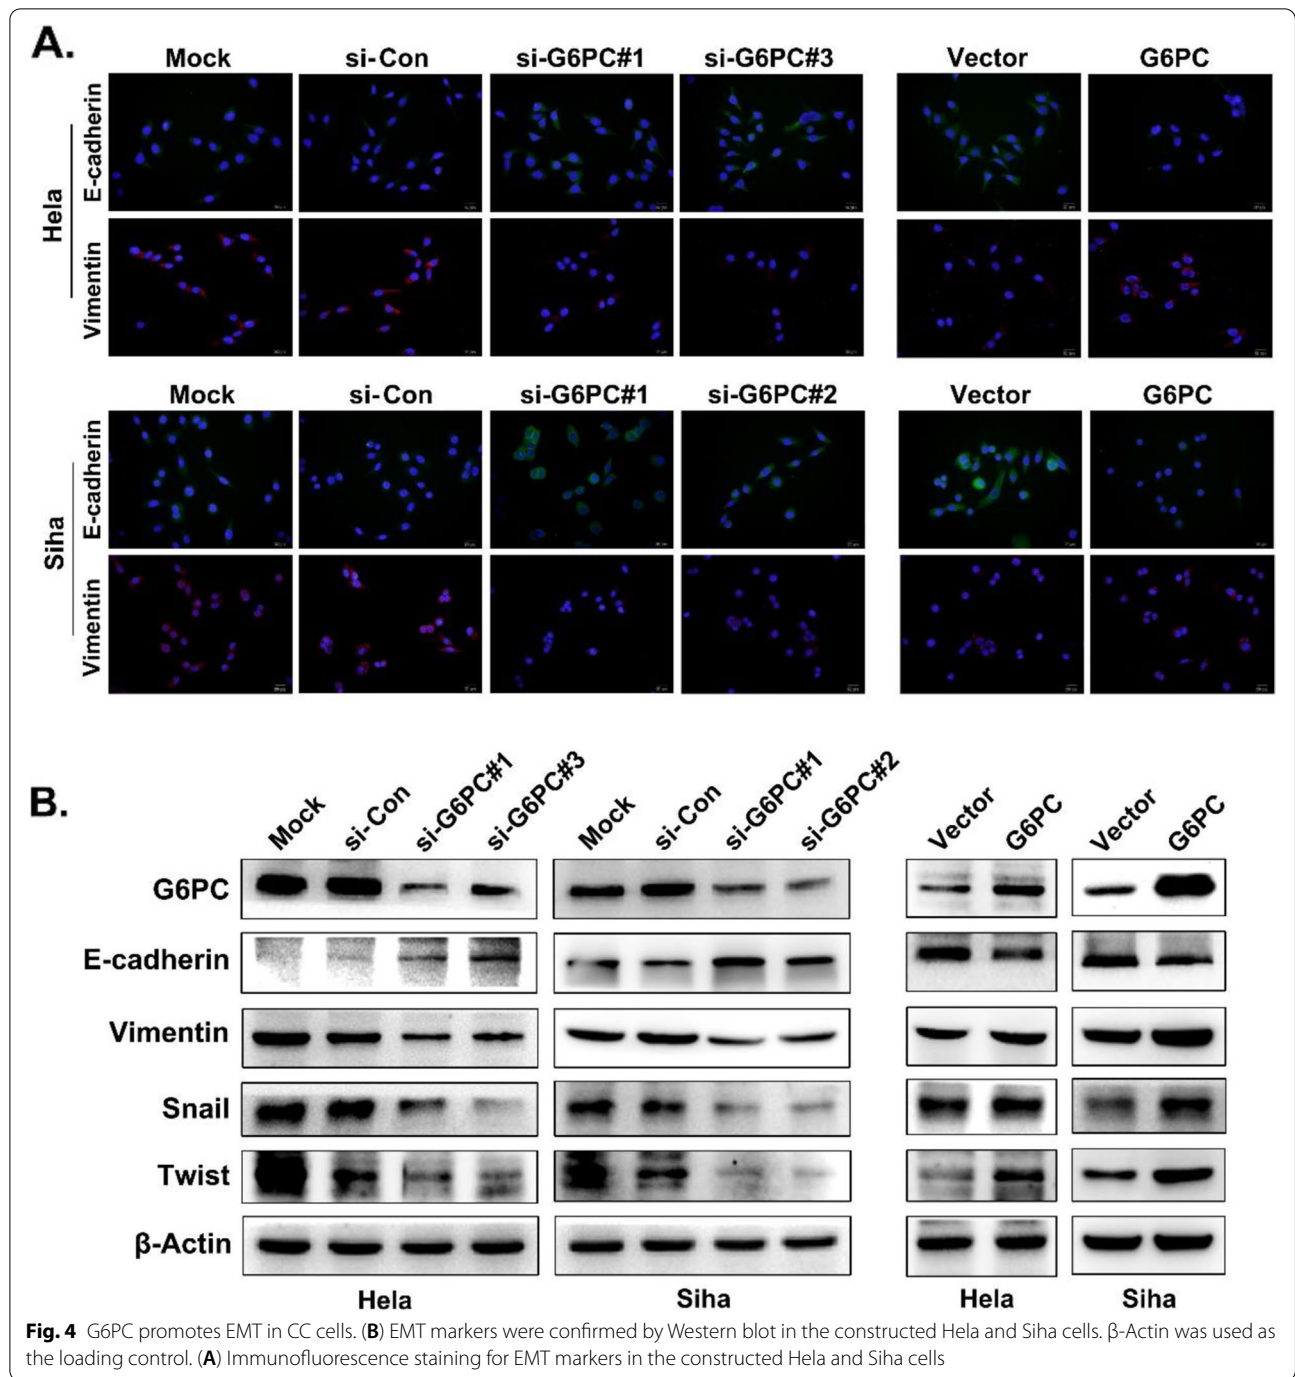 A.
Mock si-Con si-G6PC#1 si-G6PC#3 Vector G6PC
Hela
E-cadherin
Vimentin
Mock si-Con si-G6PC#1 si-G6PC#2 Vector G6PC
Siha
E-cadherin
Vimentin
B.
Mock si-Con si-G6PC#1 si-G6PC#3 Mock si-Con si-G6PC#1 si-G6PC#2 Vector G6PC Vector G6PC
G6PC
E-cadherin
Vimentin
Snail
Twist
β-Actin
Hela Siha Hela Siha
Fig. 4 G6PC promotes EMT in CC cells. (B) EMT markers were confirmed by Western blot in the constructed Hela and Siha cells. β-Actin was used as
the loading control. (A) Immunofluorescence staining for EMT markers in the constructed Hela and Siha cells